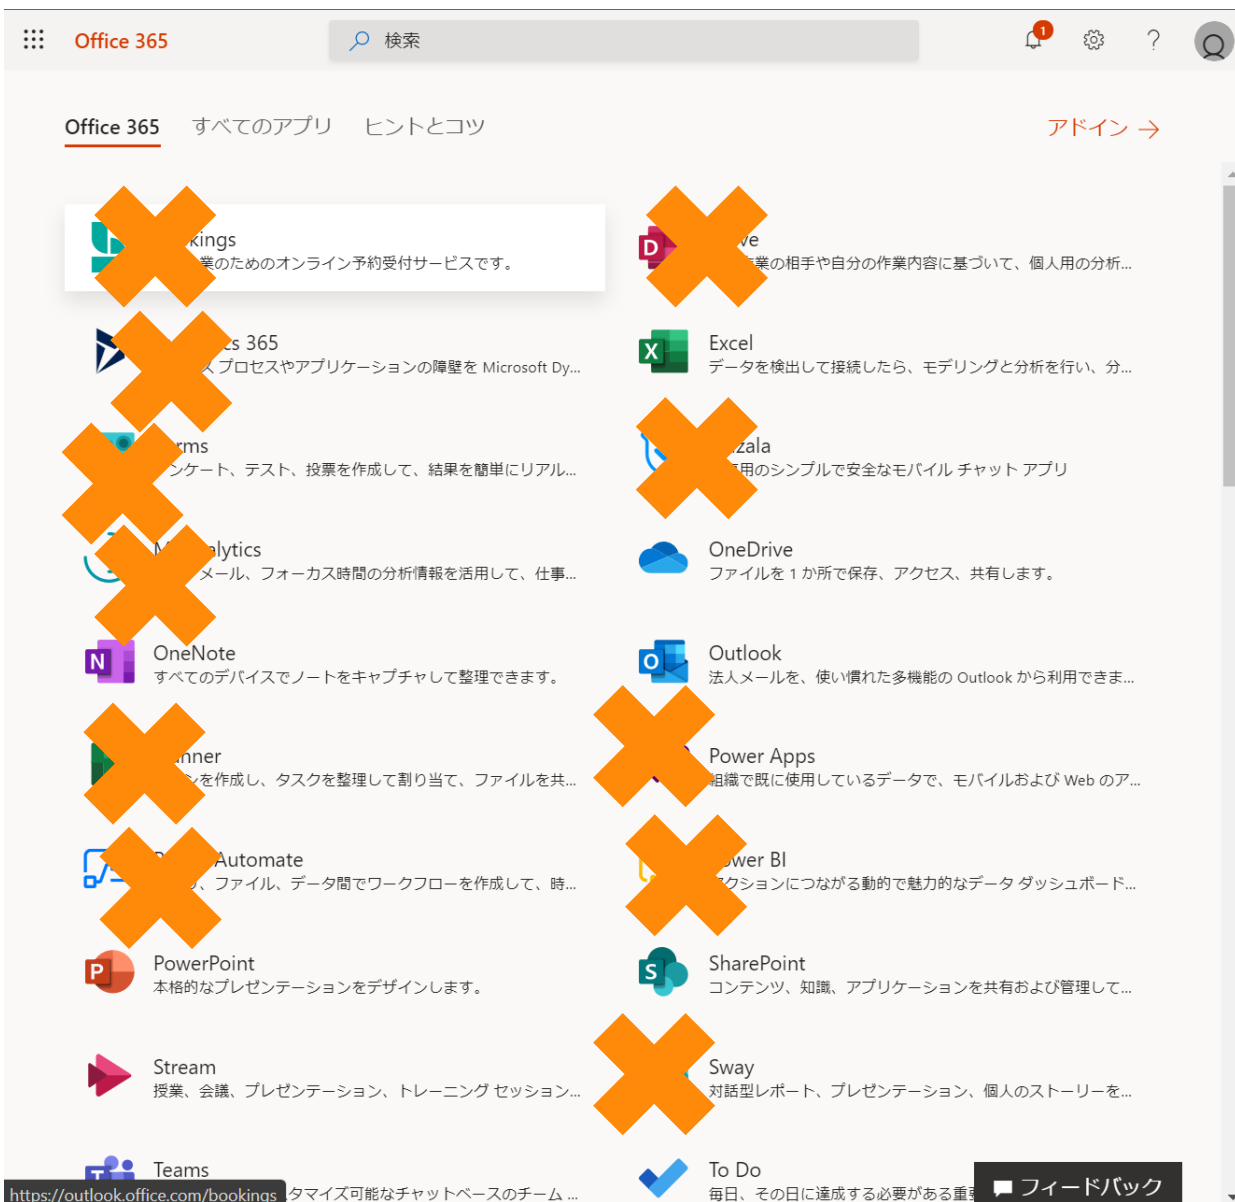 Office 365
検索
1
Office 365 すべてのアプリ ヒントとコツ
アドイン →
kings
業のためのオンライン予約受付サービスです。
ve
業の相手や自分の作業内容に基づいて、個人用の分析...
cs 365
プロセスやアプリケーションの障壁を Microsoft Dy...
Excel
データを検出して接続したら、モデリングと分析を行い、分...
rms
ンケート、テスト、投票を作成して、結果を簡単にリアル...
zala
用のシンプルで安全なモバイル チャット アプリ
alytics
メール、フォーカス時間の分析情報を活用して、仕事...
OneDrive
ファイルを 1 か所で保存、アクセス、共有します。
OneNote
すべてのデバイスでノートをキャプチャして整理できます。
Outlook
法人メールを、使い慣れた多機能の Outlook から利用できま...
nner
を作成し、タスクを整理して割り当て、ファイルを共...
Power Apps
組織で既に使用しているデータで、モバイルおよび Web のア...
Automate
、ファイル、データ間でワークフローを作成して、時...
wer BI
クションにつながる動的で魅力的なデータ ダッシュボード...
PowerPoint
本格的なプレゼンテーションをデザインします。
SharePoint
コンテンツ、知識、アプリケーションを共有および管理して...
Stream
授業、会議、プレゼンテーション、トレーニング セッション...
Sway
対話型レポート、プレゼンテーション、個人のストーリーを...
Teams
タマイズ可能なチャットベースのチーム ...
To Do
毎日、その日に達成する必要がある重
フィードバック
https://outlook.office.com/bookings